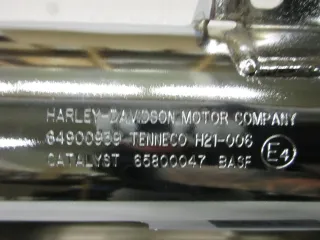 HARLEY-DAVIDSON MOTOR COMPANY
64900939 TENNECO H21-006
CATALYST 65800047 BASF E4